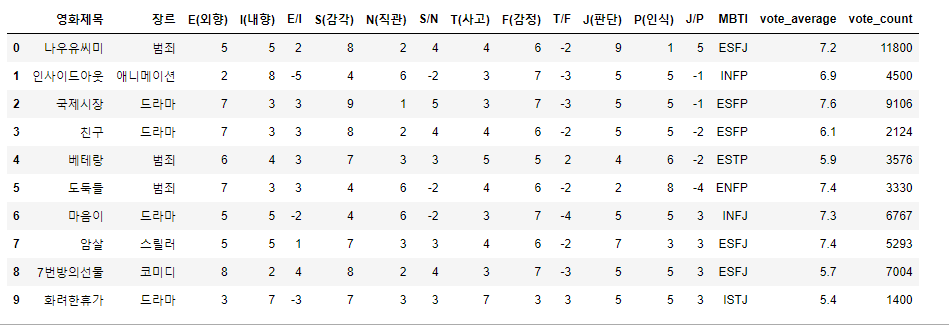 영화제목 장르 E(외향) I(내향) E/I S(감각) N(직관) S/N T(사고) F(감정) T/F J(판단) P(인식) J/P MBTI vote_average vote_count
0 나우유씨미 범죄 5 5 2 8 2 4 4 6 -2 9 1 5 ESFJ 7.2 11800
1 인사이드아웃 애니메이션 2 8 -5 4 6 -2 3 7 -3 5 5 -1 INFP 6.9 4500
2 국제시장 드라마 7 3 3 9 1 5 3 7 -3 5 5 -1 ESFP 7.6 9106
3 친구 드라마 7 3 3 8 2 4 4 6 -2 5 5 -2 ESFP 6.1 2124
4 베테랑 범죄 6 4 3 7 3 3 5 5 2 4 6 -2 ESTP 5.9 3576
5 도둑들 범죄 7 3 3 4 6 -2 4 6 -2 2 8 -4 ENFP 7.4 3330
6 마음이 드라마 5 5 -2 4 6 -2 3 7 -4 5 5 3 INFJ 7.3 6767
7 암살 스릴러 5 5 1 7 3 3 4 6 -2 7 3 3 ESFJ 7.4 5293
8 7번방의선물 코미디 8 2 4 8 2 4 3 7 -3 5 5 3 ESFJ 5.7 7004
9 화려한휴가 드라마 3 7 -3 7 3 3 7 3 3 5 5 3 ISTJ 5.4 1400